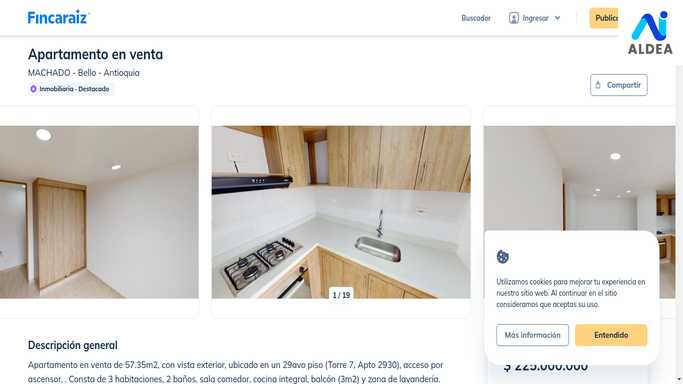 Fincaraiz
Buscador
Ingresar
Public
ALDEA
Apartamento en venta
MACHADO - Bello - Antioquia
Inmobiliaria · Destacado
Compartir
1 / 19
Utilizamos cookies para mejorar tu experiencia en
nuestro sitio web. Al continuar en el sitio
consideramos que aceptas su uso.
Más información
Entendido
$ 225.000.000
Descripción general
Apartamento en venta de 57.35m2, con vista exterior, ubicado en un 29avo piso (Torre 7, Apto 2930), acceso por
ascensor, . Consta de 3 habitaciones, 2 baños, sala comedor, cocina integral, balcón (3m2) y zona de lavandería.